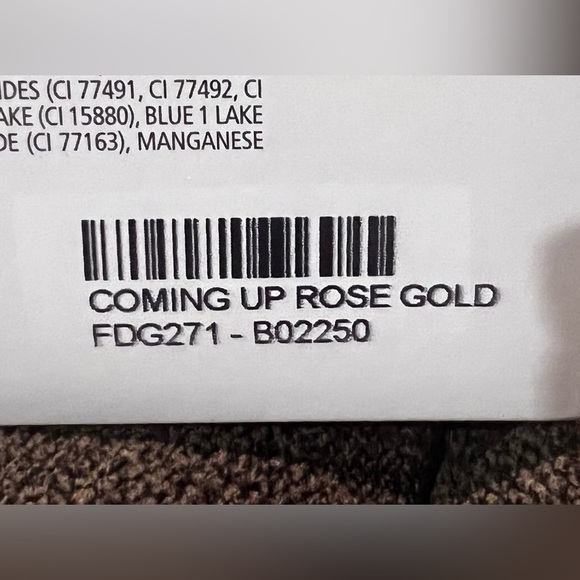 IDES (CI 77491, CI 77492, CI
AKE (CI 15880), BLUE 1 LAKE
DE (CI 77163), MANGANESE
COMING UP ROSE GOLD
FDG271 - B02250